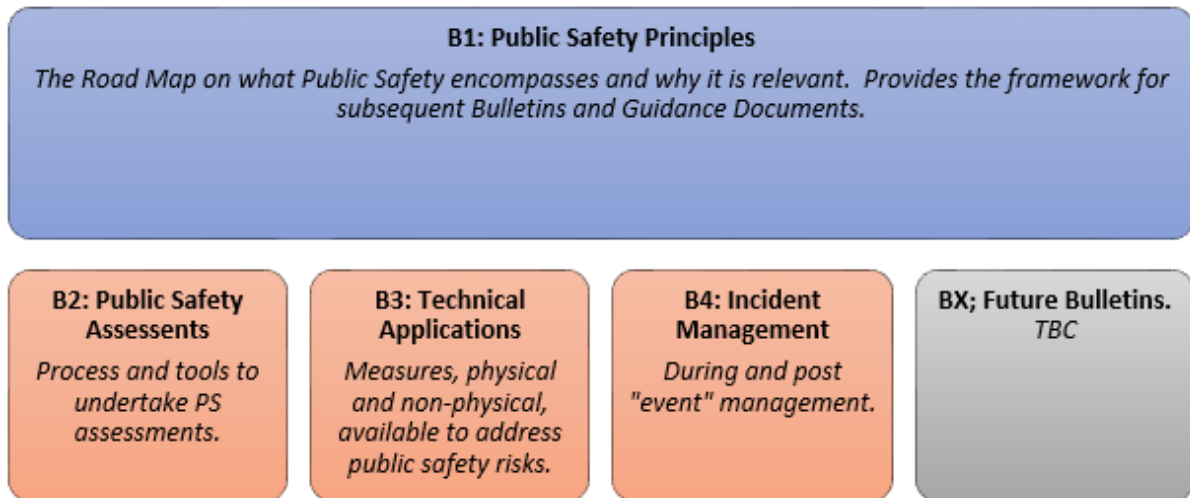 B1: Public Safety Principles
The Road Map on what Public Safety encompasses and why it is relevant.  Provides the framework for
subsequent Bulletins and Guidance Documents.
B2: Public Safety
Assessents
Process and tools to
undertake PS
assessments.
B3: Technical
Applications
Measures, physical
and non-physical,
available to address
public safety risks.
B4: Incident
Management
During and post
"event" management.
BX; Future Bulletins.
TBC